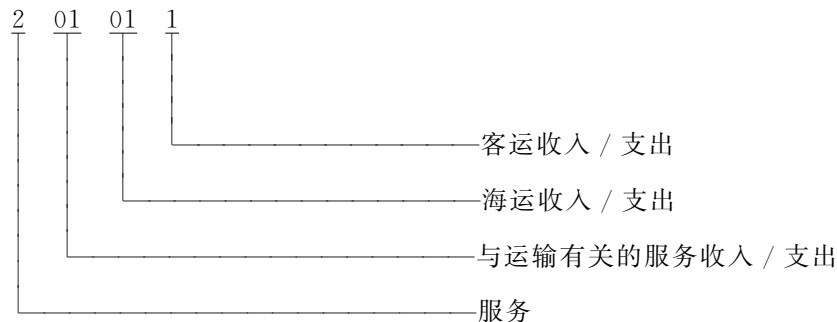 2 01 01 1
客运收入 / 支出
海运收入 / 支出
与运输有关的服务收入 / 支出
服务